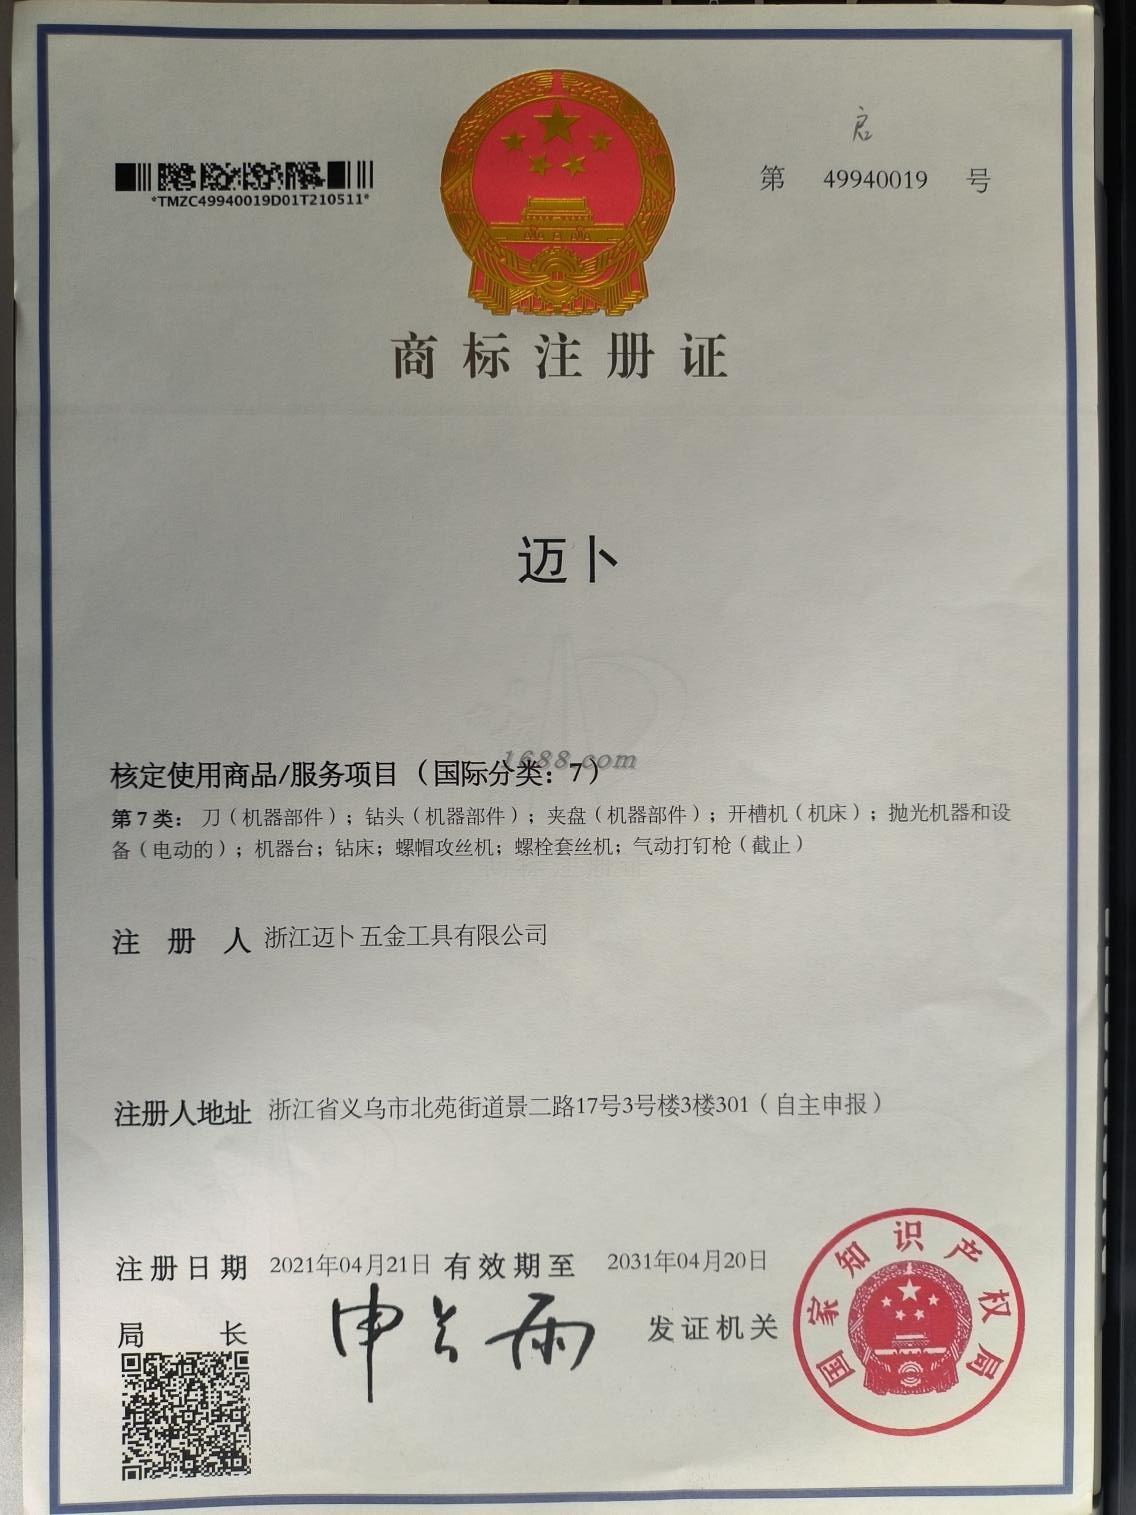 第 49940019 号
*TMZC49940019D01T210511*
商标注册证
迈卜
1688.com
核定使用商品/服务项目（国际分类：7）
第7类：刀（机器部件）；钻头（机器部件）；夹盘（机器部件）；开槽机（机床）；抛光机器和设
备（电动的）；机器台；钻床；螺帽攻丝机；螺栓套丝机；气动打钉枪（截止）
注册人 浙江迈卜五金工具有限公司
注册人地址 浙江省义乌市北苑街道景二路17号3号楼3楼301（自主申报）
注册日期 2021年04月21日 有效期至 2031年04月20日
局长 申长雨 发证机关
国家知识产权局